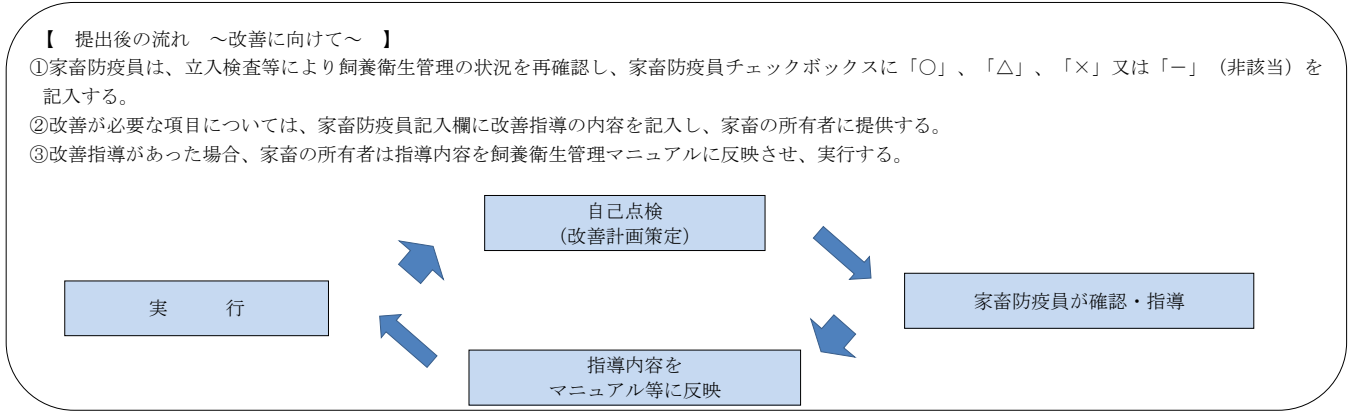 【　提出後の流れ　～改善に向けて～　】
①家畜防疫員は、立入検査等により飼養衛生管理の状況を再確認し、家畜防疫員チェックボックスに「○」、「△」、「×」又は「－」（非該当）を
記入する。
②改善が必要な項目については、家畜防疫員記入欄に改善指導の内容を記入し、家畜の所有者に提供する。
③改善指導があった場合、家畜の所有者は指導内容を飼養衛生管理マニュアルに反映させ、実行する。
自己点検
（改善計画策定）
家畜防疫員が確認・指導
実　　行
指導内容を
マニュアル等に反映